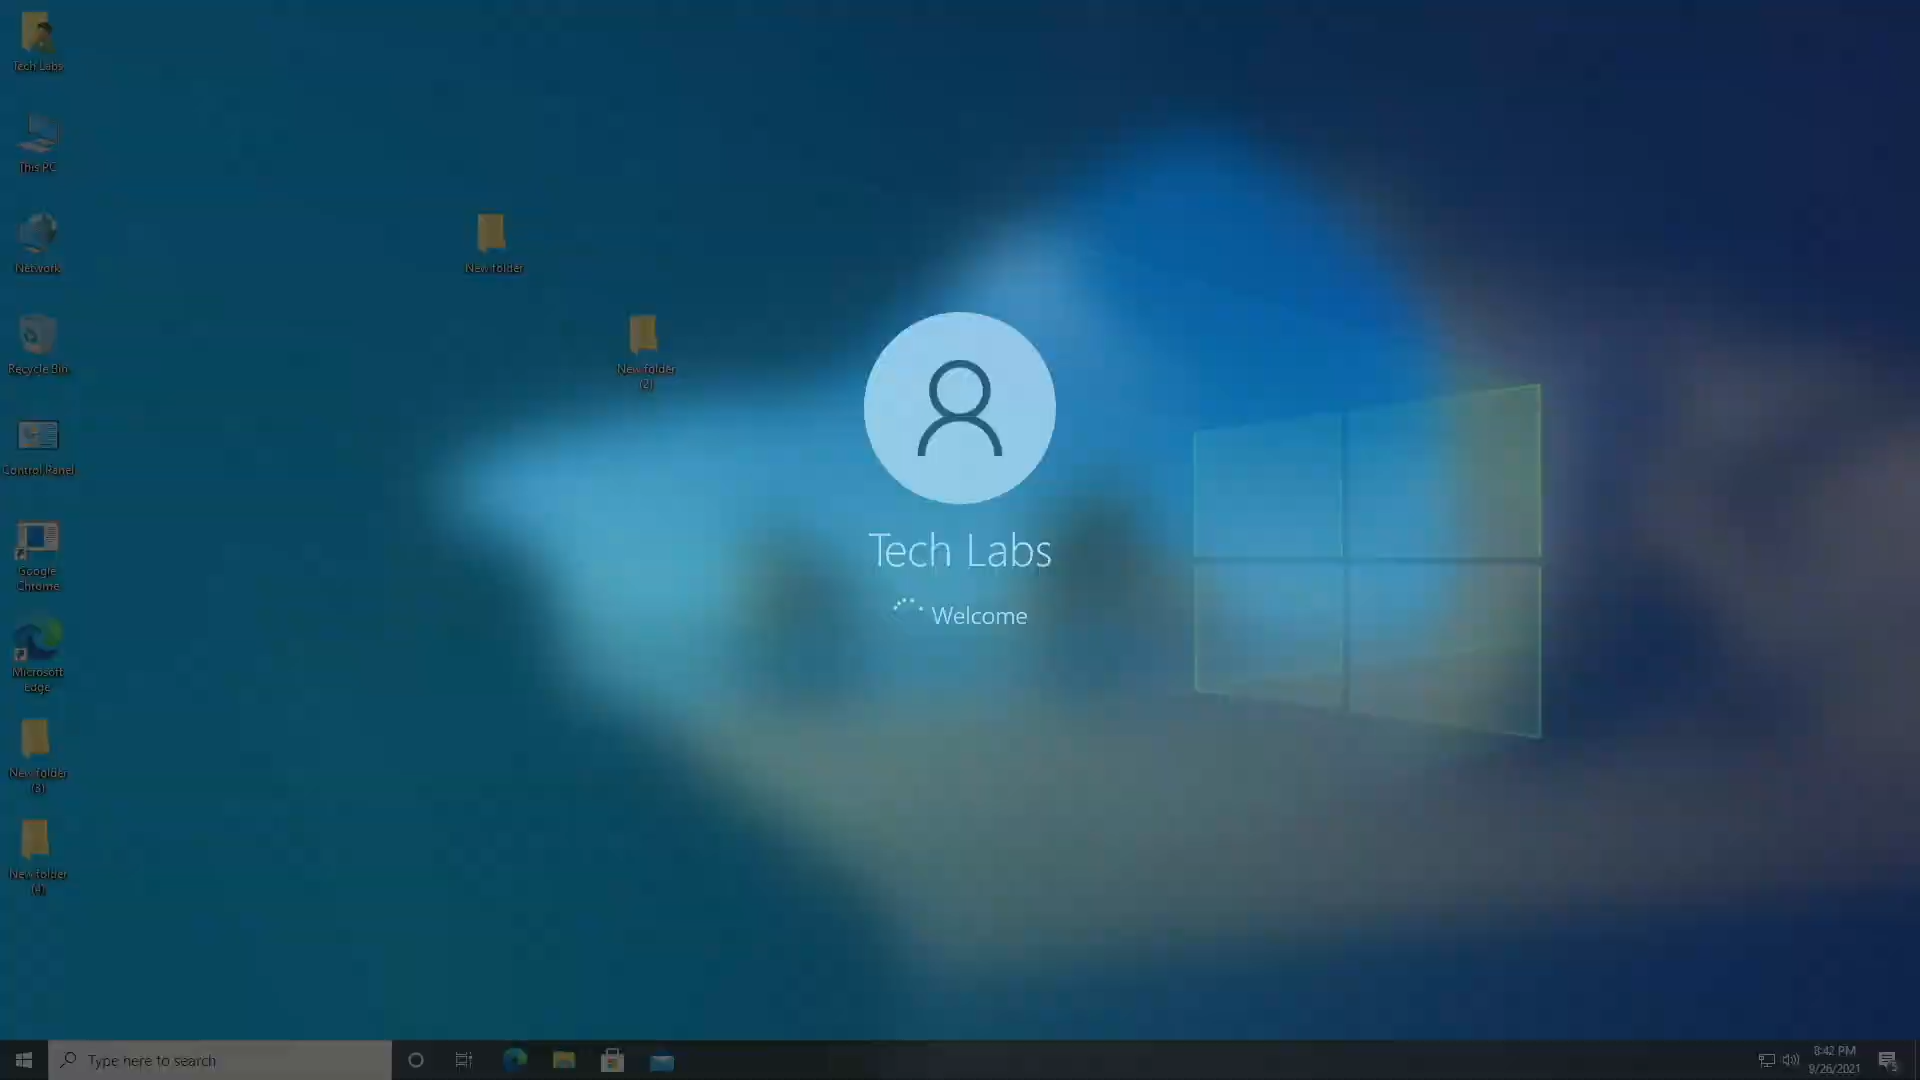 Tech Labs
This PC
Network
Recycle Bin
Control Panel
Google
Chrome
Microsoft
Edge
New folder
(3)
New folder
(4)
New folder
New folder
(2)
Tech Labs
Welcome
Type here to search
8:42 PM
9/26/2021
5